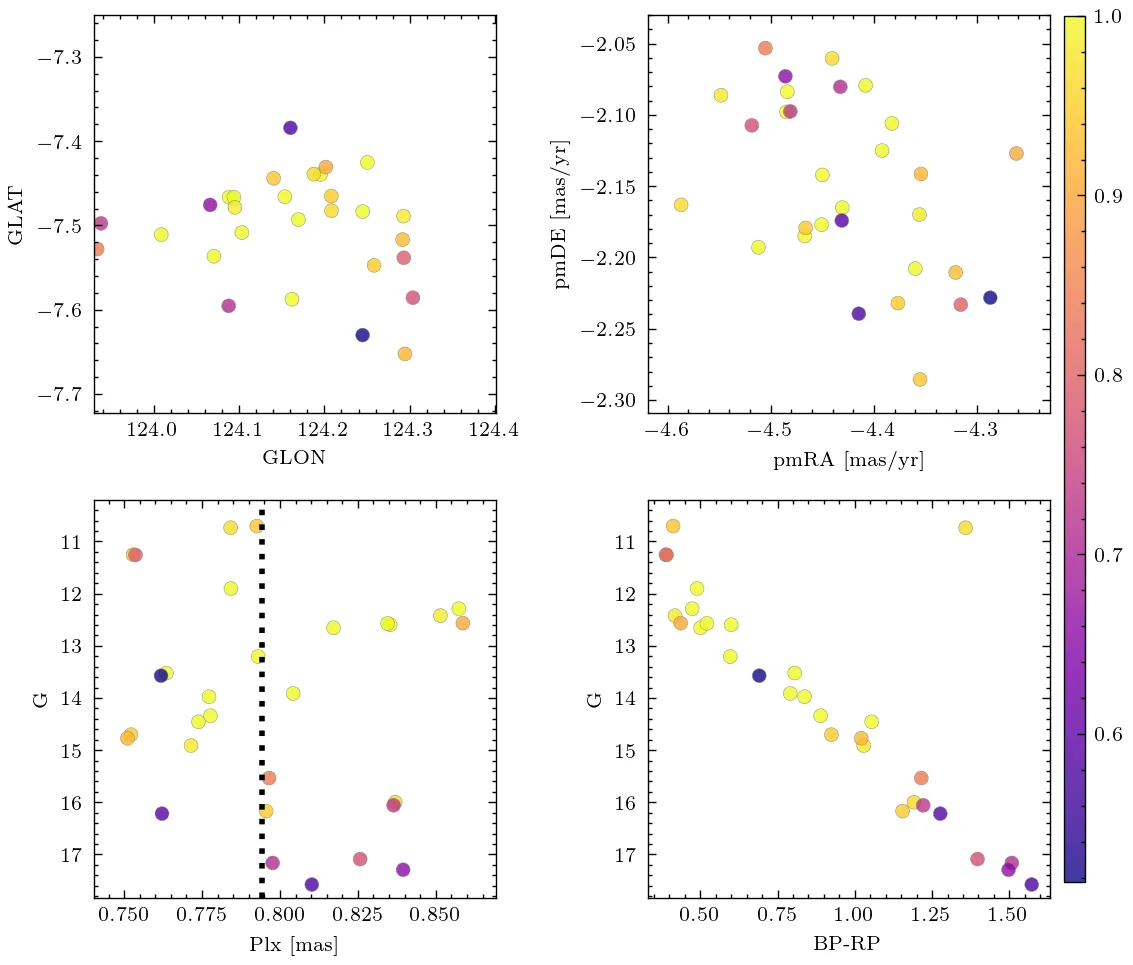 −7.3
−7.4
−7.5
−7.6
−7.7
GLAT
124.0 124.1 124.2 124.3 124.4
GLON
−2.05
−2.10
−2.15
−2.20
−2.25
−2.30
pmDE [mas/yr]
−4.6 −4.5 −4.4 −4.3
pmRA [mas/yr]
1.0
0.9
0.8
0.7
0.6
11
12
13
14
15
16
17
G
0.750 0.775 0.800 0.825 0.850
Plx [mas]
11
12
13
14
15
16
17
G
0.50 0.75 1.00 1.25 1.50
BP-RP